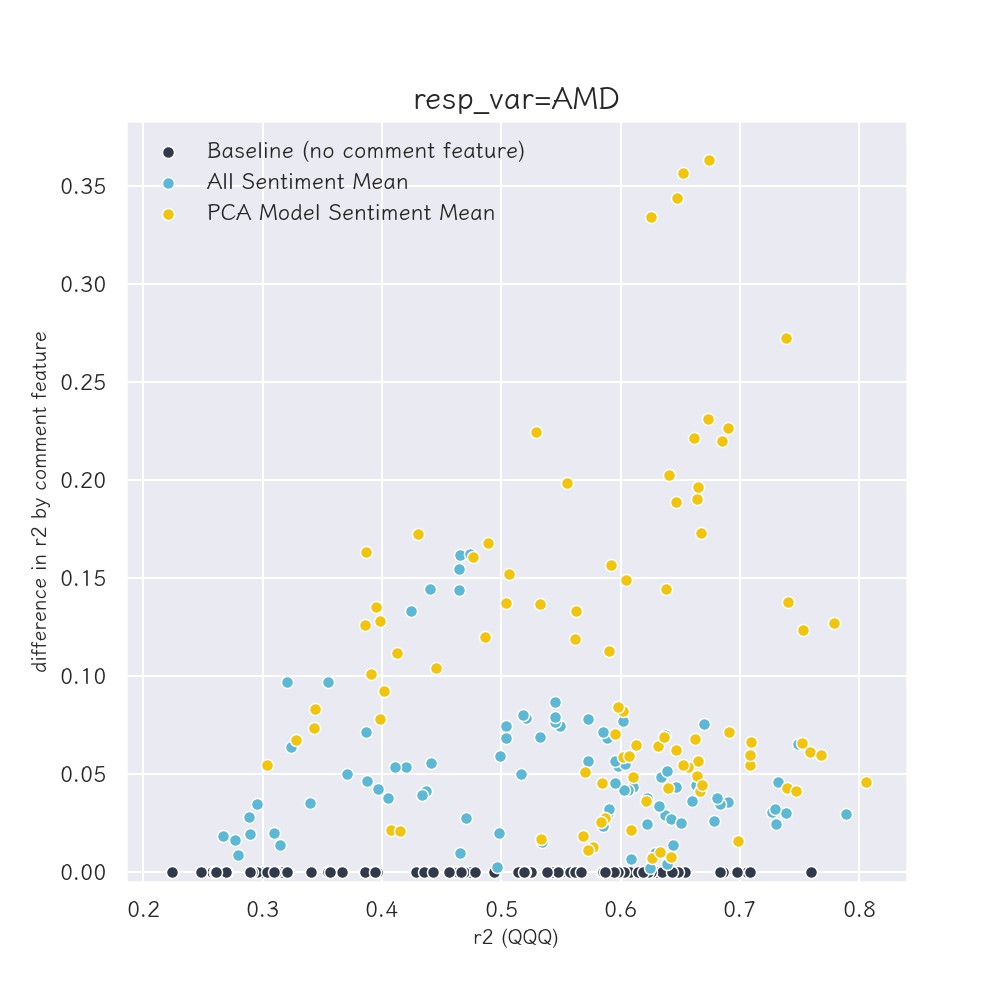 resp_var=AMD
Baseline (no comment feature)
All Sentiment Mean
PCA Model Sentiment Mean
difference in r2 by comment feature
0.35
0.30
0.25
0.20
0.15
0.10
0.05
0.00
0.2 0.3 0.4 0.5 0.6 0.7 0.8
r2 (QQQ)